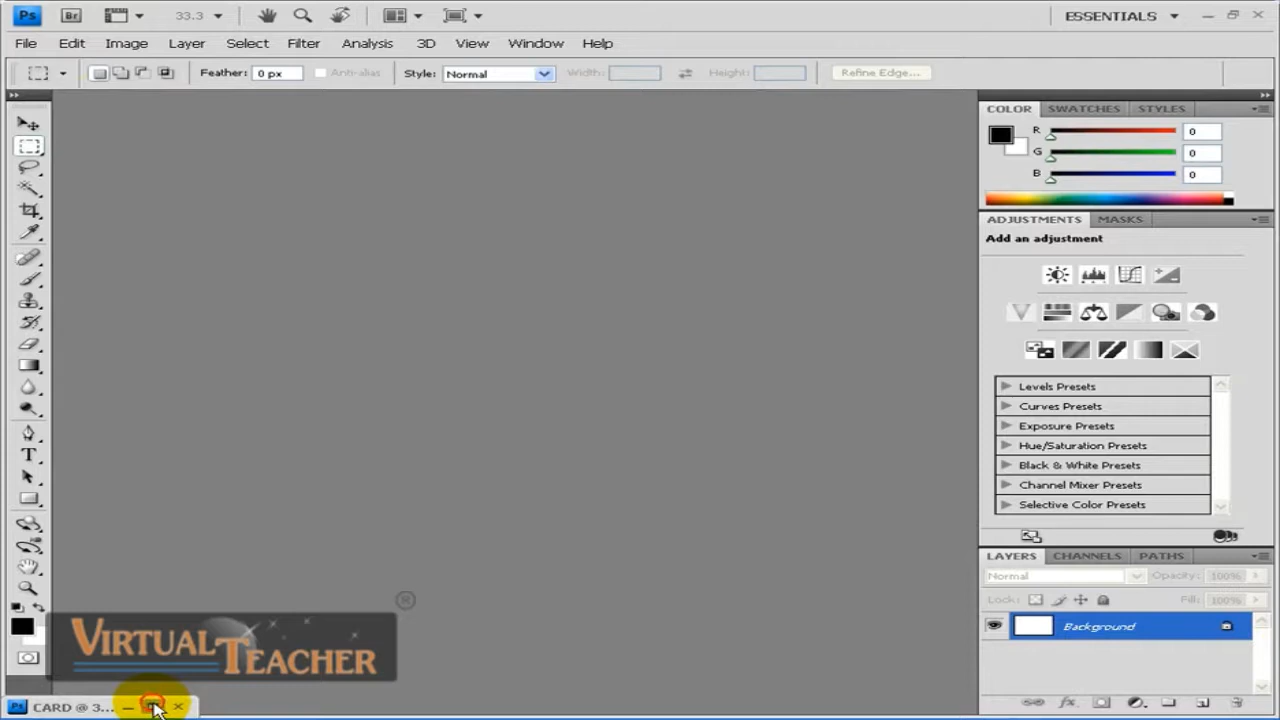 Ps Br 33.3 ESSENTIALS
File Edit Image Layer Select Filter Analysis 3D View Window Help
Feather: 0 px Anti-alias Style: Normal Width: Height: Refine Edge...
COLOR SWATCHES STYLES
R 0
G 0
B 0
ADJUSTMENTS MASKS
Add an adjustment
Levels Presets
Curves Presets
Exposure Presets
Hue/Saturation Presets
Black & White Presets
Channel Mixer Presets
Selective Color Presets
LAYERS CHANNELS PATHS
Normal Opacity: 100%
Lock: Fill: 100%
Background
T
®
VIRTUAL TEACHER
Ps CARD @ 3...
fx